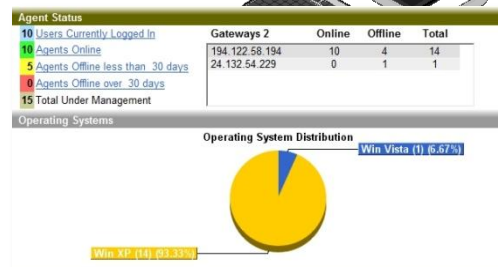 Agent Status
10 Users Currently Logged In
10 Agents Online
5 Agents Offline less than 30 days
0 Agents Offline over 30 days
15 Total Under Management
Gateways 2 Online Offline Total
194.122.58.194 10 4 14
24.132.54.229 0 1 1
Operating Systems
Operating System Distribution
Win Vista (1) (6.67%)
Win XP (14) (93.33%)